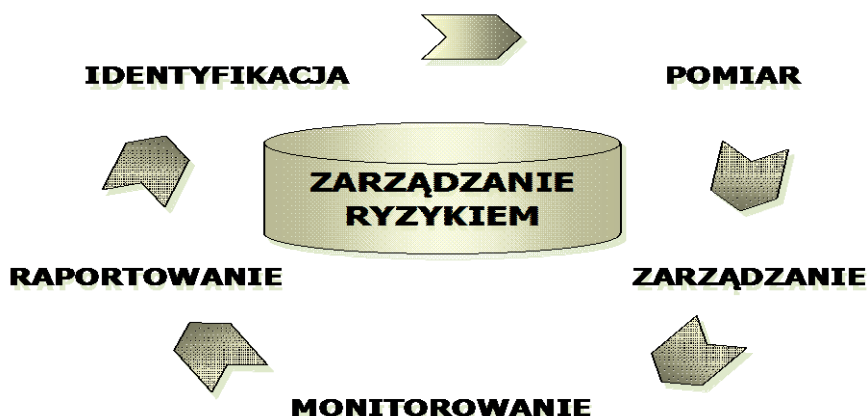 IDENTYFIKACJA
POMIAR
ZARZĄDZANIE
RYZYKIEM
RAPORTOWANIE
ZARZĄDZANIE
MONITOROWANIE